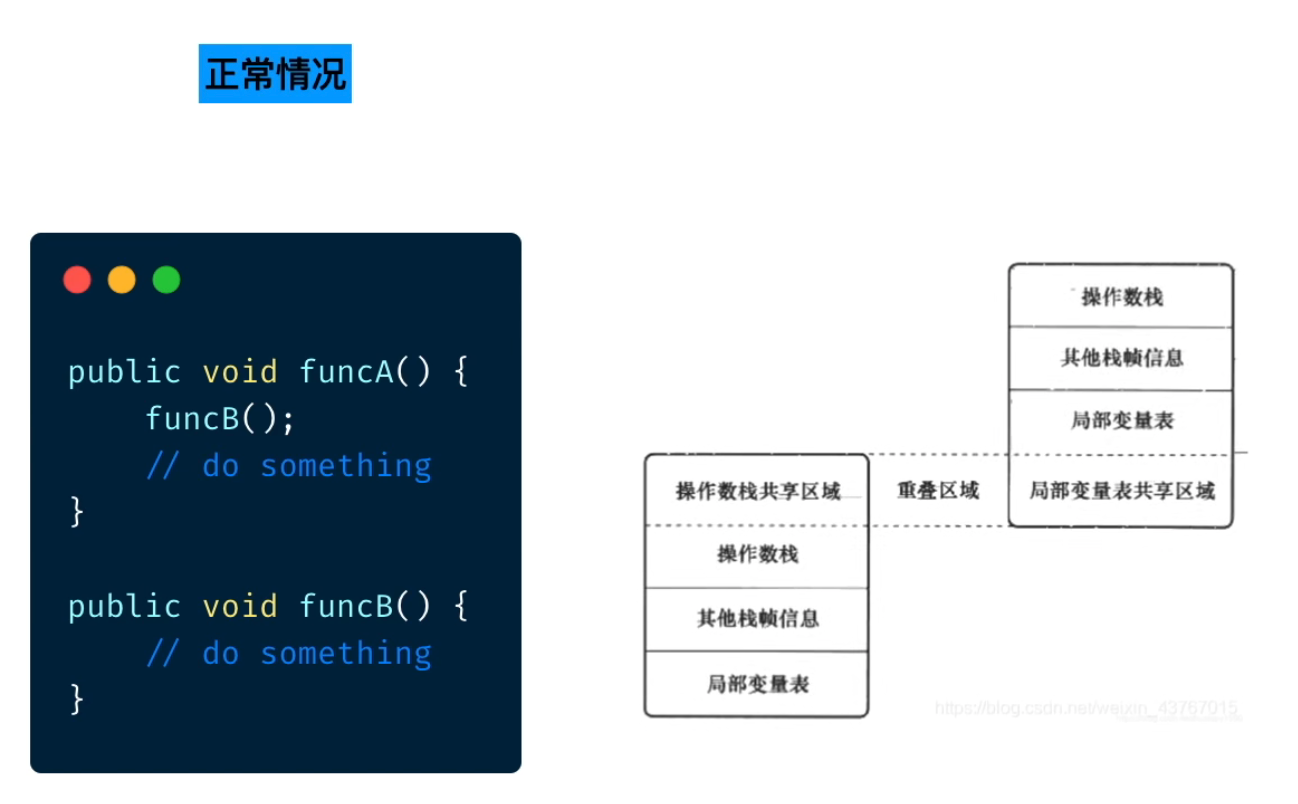 正常情况
public void funcA() {
funcB();
// do something
}
public void funcB() {
// do something
}
操作数栈
其他栈帧信息
局部变量表
局部变量表共享区域
重叠区域
操作数栈共享区域
操作数栈
其他栈帧信息
局部变量表
https://blog.csdn.net/weixin_43767015